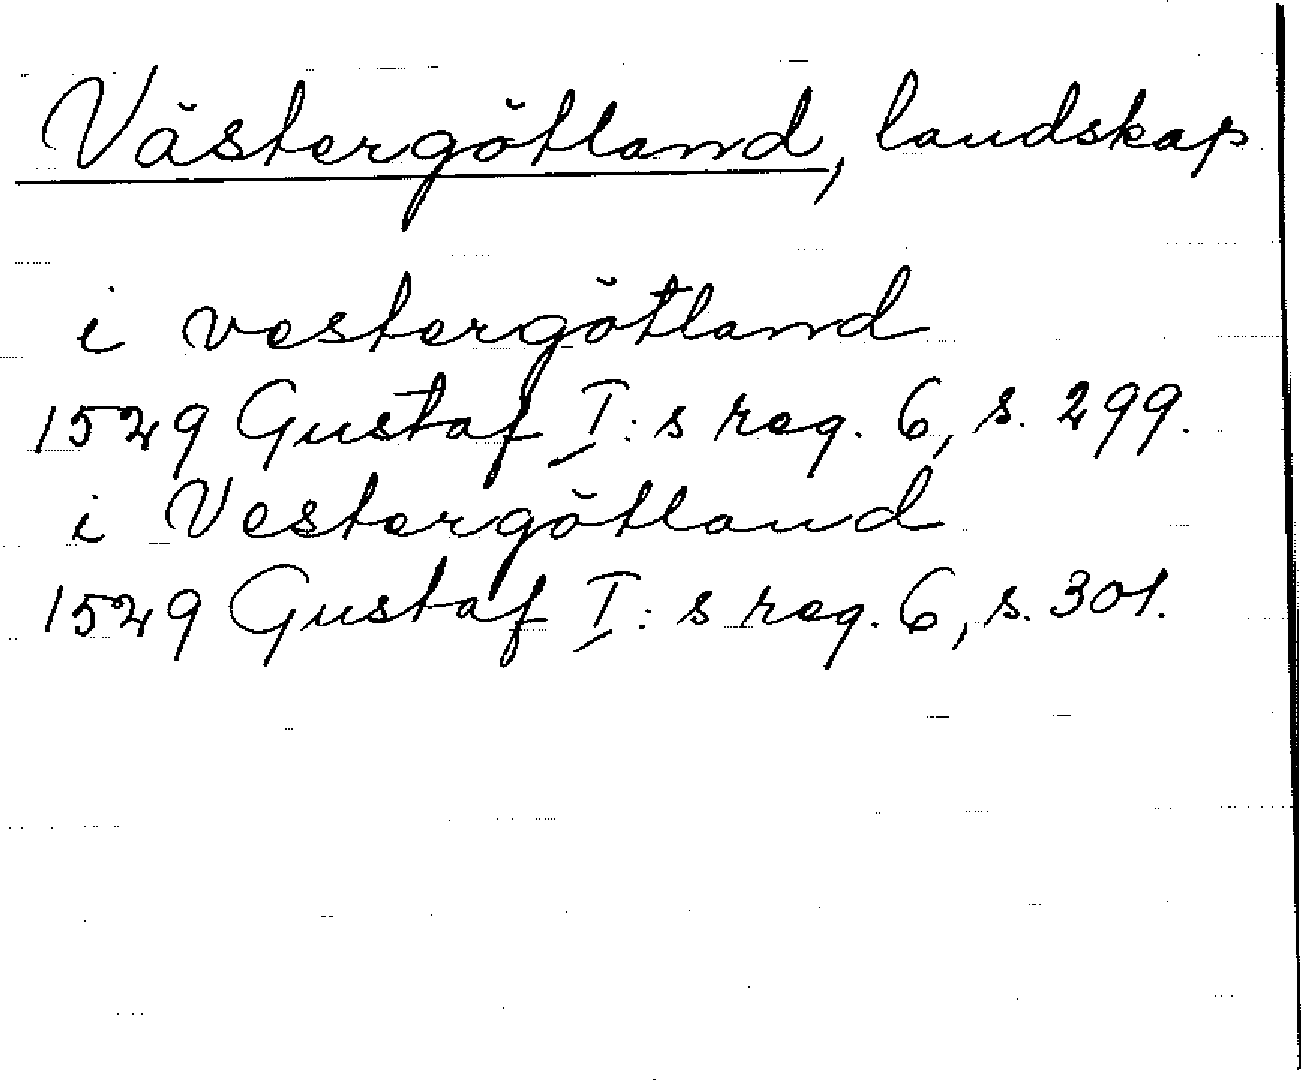 Västergötland, landskap
i vestergötland
1529 Gustaf I:s reg. 6, s. 299.
i Vestergötland
1529 Gustaf I:s reg. 6, s. 301.